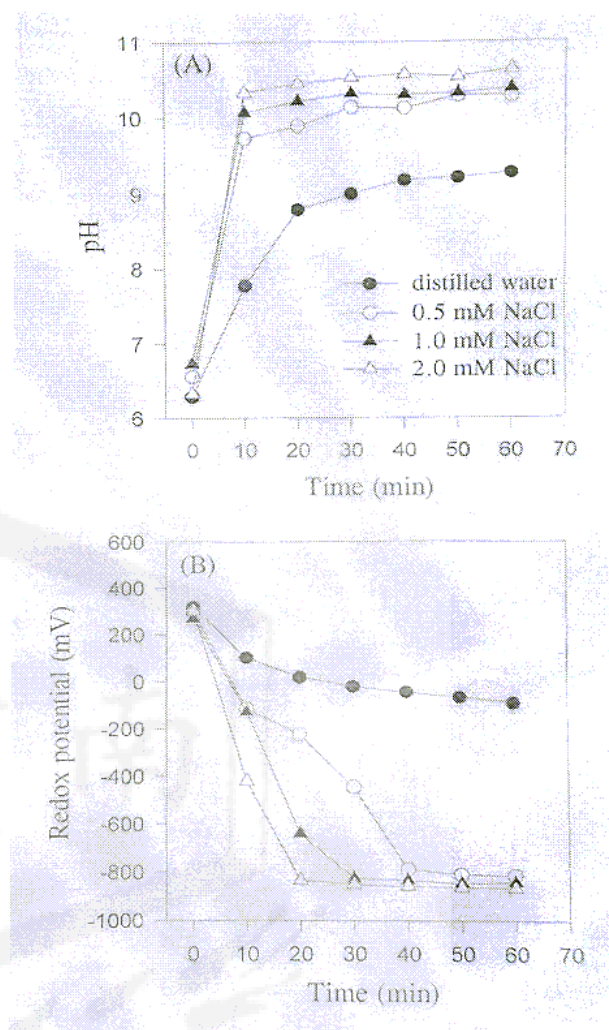 (A)
11
10
9
8
7
6
pH
distilled water
0.5 mM NaCl
1.0 mM NaCl
2.0 mM NaCl
0 10 20 30 40 50 60 70
Time (min)
(B)
600
400
200
0
-200
-400
-600
-800
-1000
Redox potential (mV)
0 10 20 30 40 50 60 70
Time (min)